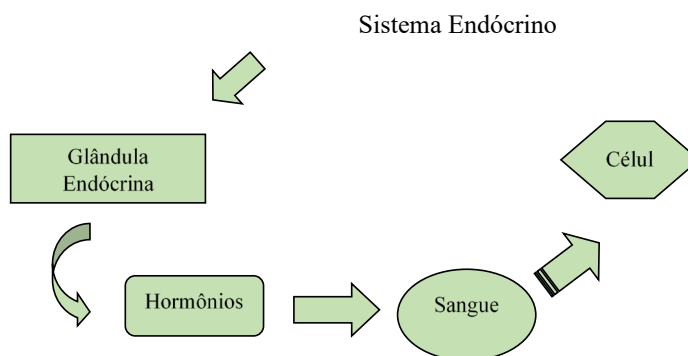 Sistema Endócrino
Glândula
Endócrina
Célul
Hormônios
Sangue